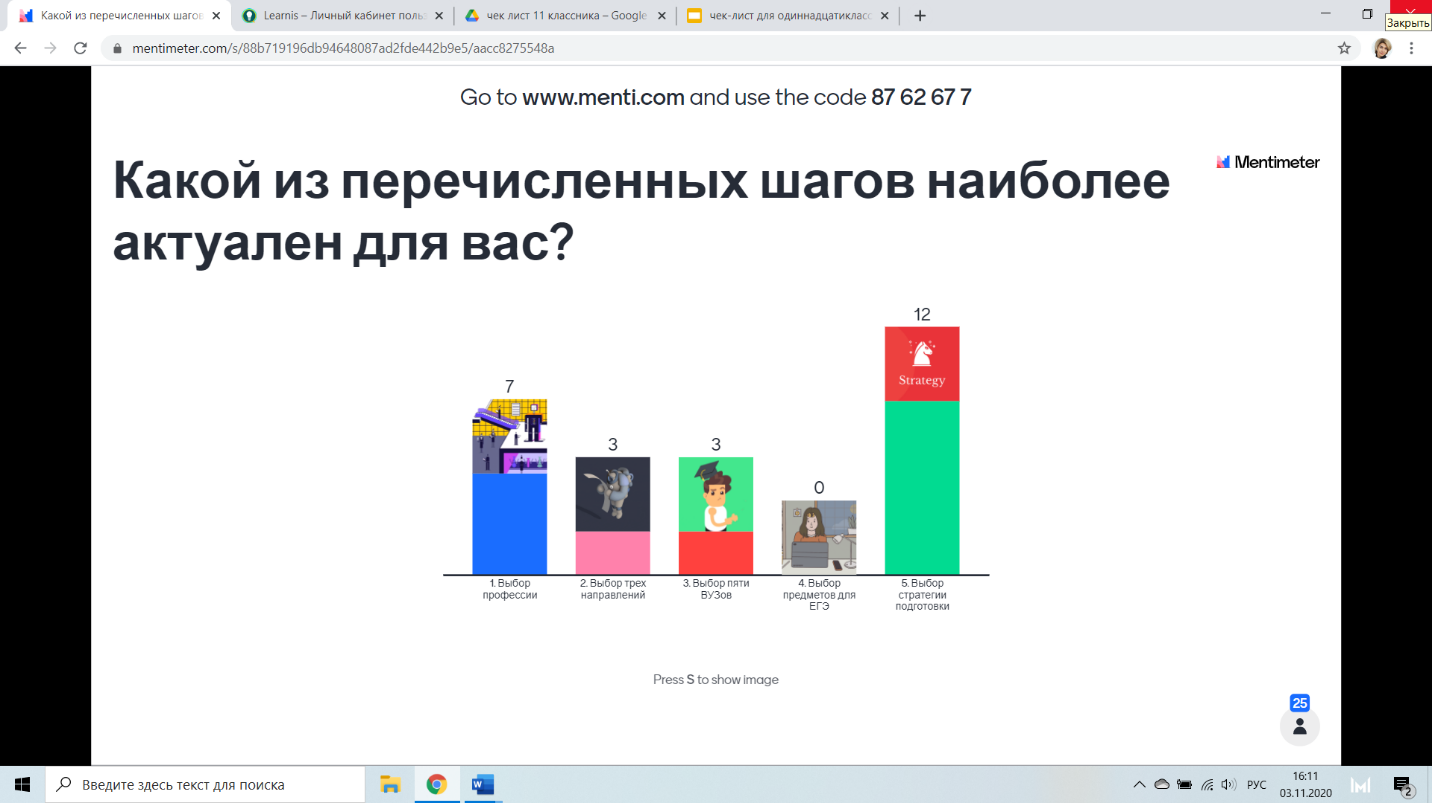 Какой из перечисленных шагов
Learnis – Личный кабинет поль
чек лист 11 классника – Google
чек-лист для одиннадцатикласс
Закрыть
mentimeter.com/s/88b719196db94648087ad2fde442b9e5/aacc8275548a
Go to www.menti.com and use the code 87 62 67 7
Mentimeter
Какой из перечисленных шагов наиболее
актуален для вас?
12
Strategy
7
3
3
0
1. Выбор
профессии
2. Выбор трех
направлений
3. Выбор пяти
ВУЗов
4. Выбор
предметов для
ЕГЭ
5. Выбор
стратегии
подготовки
Press S to show image
25
Введите здесь текст для поиска
РУС
16:11
03.11.2020
2